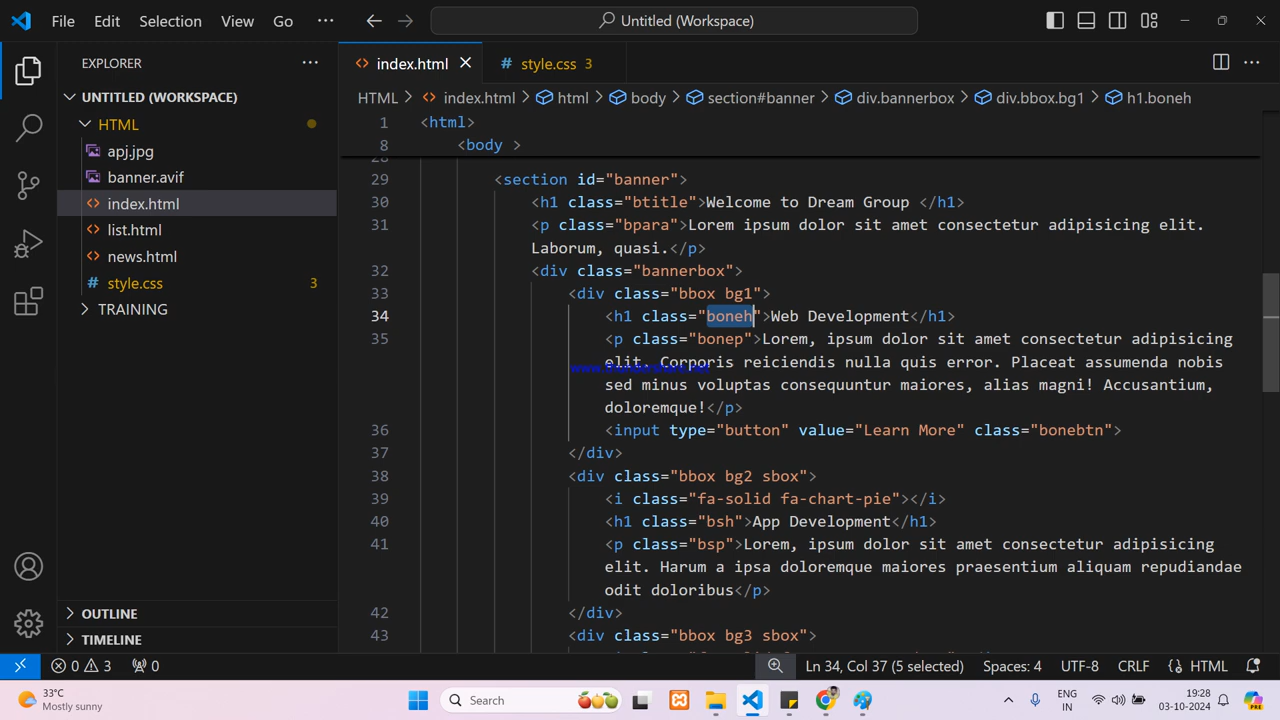 File Edit Selection View Go ··· Untitled (Workspace)
EXPLORER ···
index.html
style.css 3
UNTITLED (WORKSPACE)
HTML
apj.jpg
banner.avif
index.html
list.html
news.html
style.css 3
TRAINING
OUTLINE
TIMELINE
HTML > index.html > html > body > section#banner > div.bannerbox > div.bbox.bg1 > h1.boneh
1 <html>
8 <body >
28
29 <section id="banner">
30 <h1 class="btitle">Welcome to Dream Group </h1>
31 <p class="bpara">Lorem ipsum dolor sit amet consectetur adipisicing elit.
Laborum, quasi.</p>
32 <div class="bannerbox">
33 <div class="bbox bg1">
34 <h1 class="boneh">Web Development</h1>
35 <p class="bonep">Lorem, ipsum dolor sit amet consectetur adipisicing
elit. Corporis reiciendis nulla quis error. Placeat assumenda nobis
www.thundershare.net
sed minus voluptas consequuntur maiores, alias magni! Accusantium,
doloremque!</p>
36 <input type="button" value="Learn More" class="bonebtn">
37 </div>
38 <div class="bbox bg2 sbox">
39 <i class="fa-solid fa-chart-pie"></i>
40 <h1 class="bsh">App Development</h1>
41 <p class="bsp">Lorem, ipsum dolor sit amet consectetur adipisicing
elit. Harum a ipsa doloremque maiores praesentium aliquam repudiandae
odit doloribus</p>
42 </div>
43 <div class="bbox bg3 sbox">
0 3 0 Ln 34, Col 37 (5 selected) Spaces: 4 UTF-8 CRLF HTML
33°C
Mostly sunny
Search
ENG
IN
19:28
03-10-2024
PRE